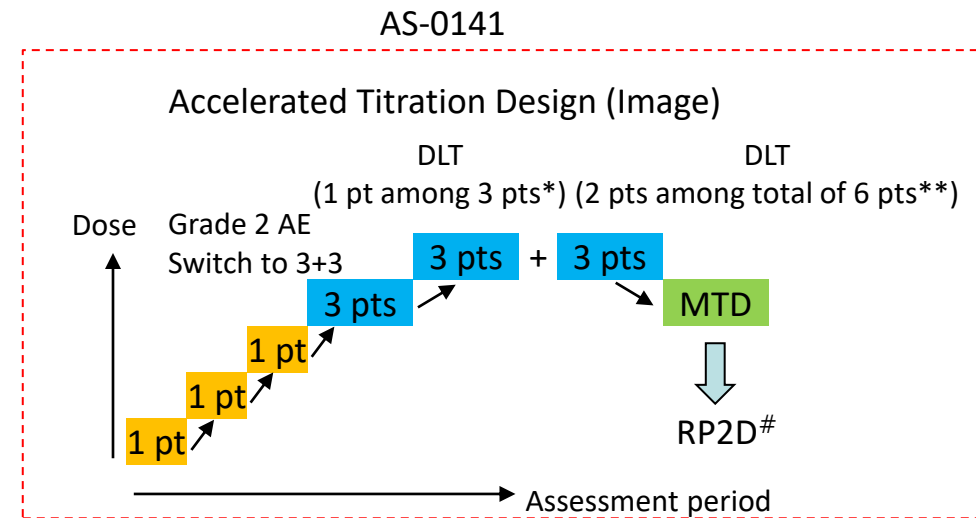 AS-0141
Accelerated Titration Design (Image)
DLT
(1 pt among 3 pts*)
DLT
(2 pts among total of 6 pts**)
Dose
Grade 2 AE
Switch to 3+3
3 pts + 3 pts
3 pts
MTD
1 pt
1 pt
1 pt
RP2D#
Assessment period